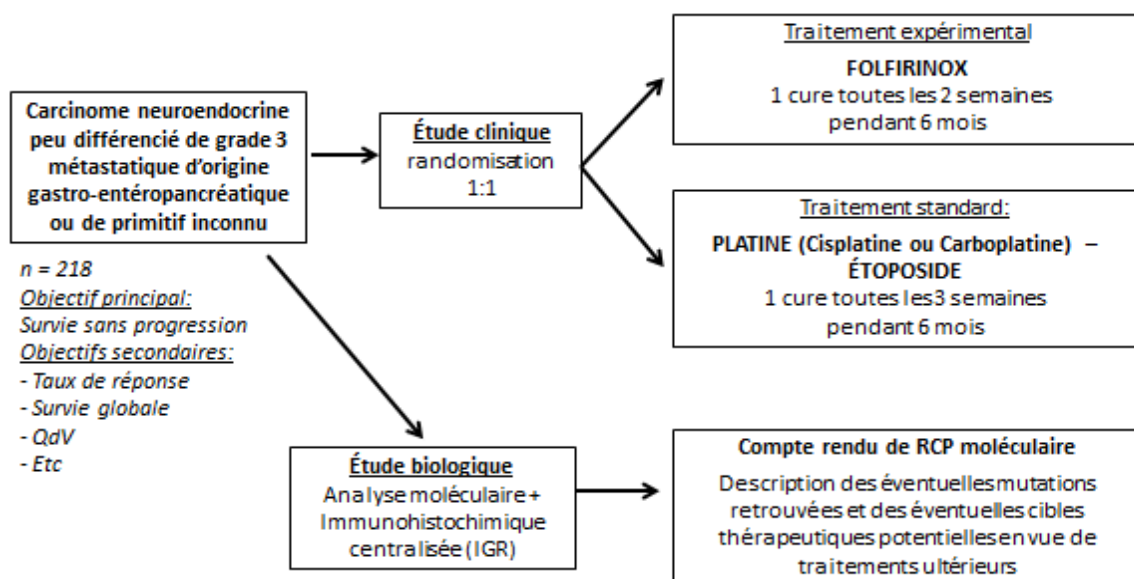 Carcinome neuroendocrine
peu différencié de grade 3
métastatique d'origine
gastro-entéropancréatique
ou de primitif inconnu
n = 218
Objectif principal:
Survie sans progression
Objectifs secondaires:
- Taux de réponse
- Survie globale
- QdV
- Etc
Étude clinique
randomisation
1:1
Traitement expérimental
FOLFIRINOX
1 cure toutes les 2 semaines
pendant 6 mois
Traitement standard:
PLATINE (Cisplatine ou Carboplatine) –
ÉTOPOSIDE
1 cure toutes les 3 semaines
pendant 6 mois
Étude biologique
Analyse moléculaire +
Immunohistochimique
centralisée (IGR)
Compte rendu de RCP moléculaire
Description des éventuelles mutations
retrouvées et des éventuelles cibles
thérapeutiques potentielles en vue de
traitements ultérieurs